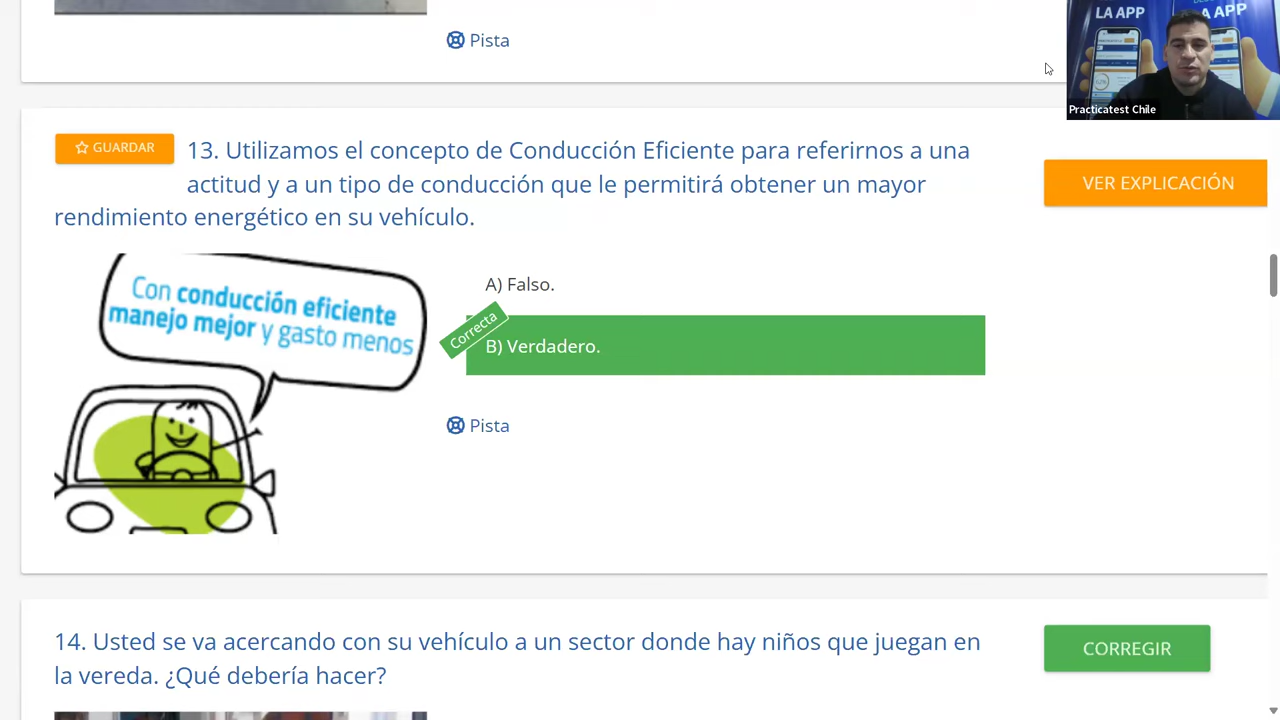 LA APP
LA APP
Pista
Practicatest Chile
GUARDAR
13. Utilizamos el concepto de Conducción Eficiente para referirnos a una
actitud y a un tipo de conducción que le permitirá obtener un mayor
rendimiento energético en su vehículo.
VER EXPLICACIÓN
Con conducción eficiente
manejo mejor y gasto menos
A) Falso.
Correcta
B) Verdadero.
Pista
14. Usted se va acercando con su vehículo a un sector donde hay niños que juegan en
la vereda. ¿Qué debería hacer?
CORREGIR